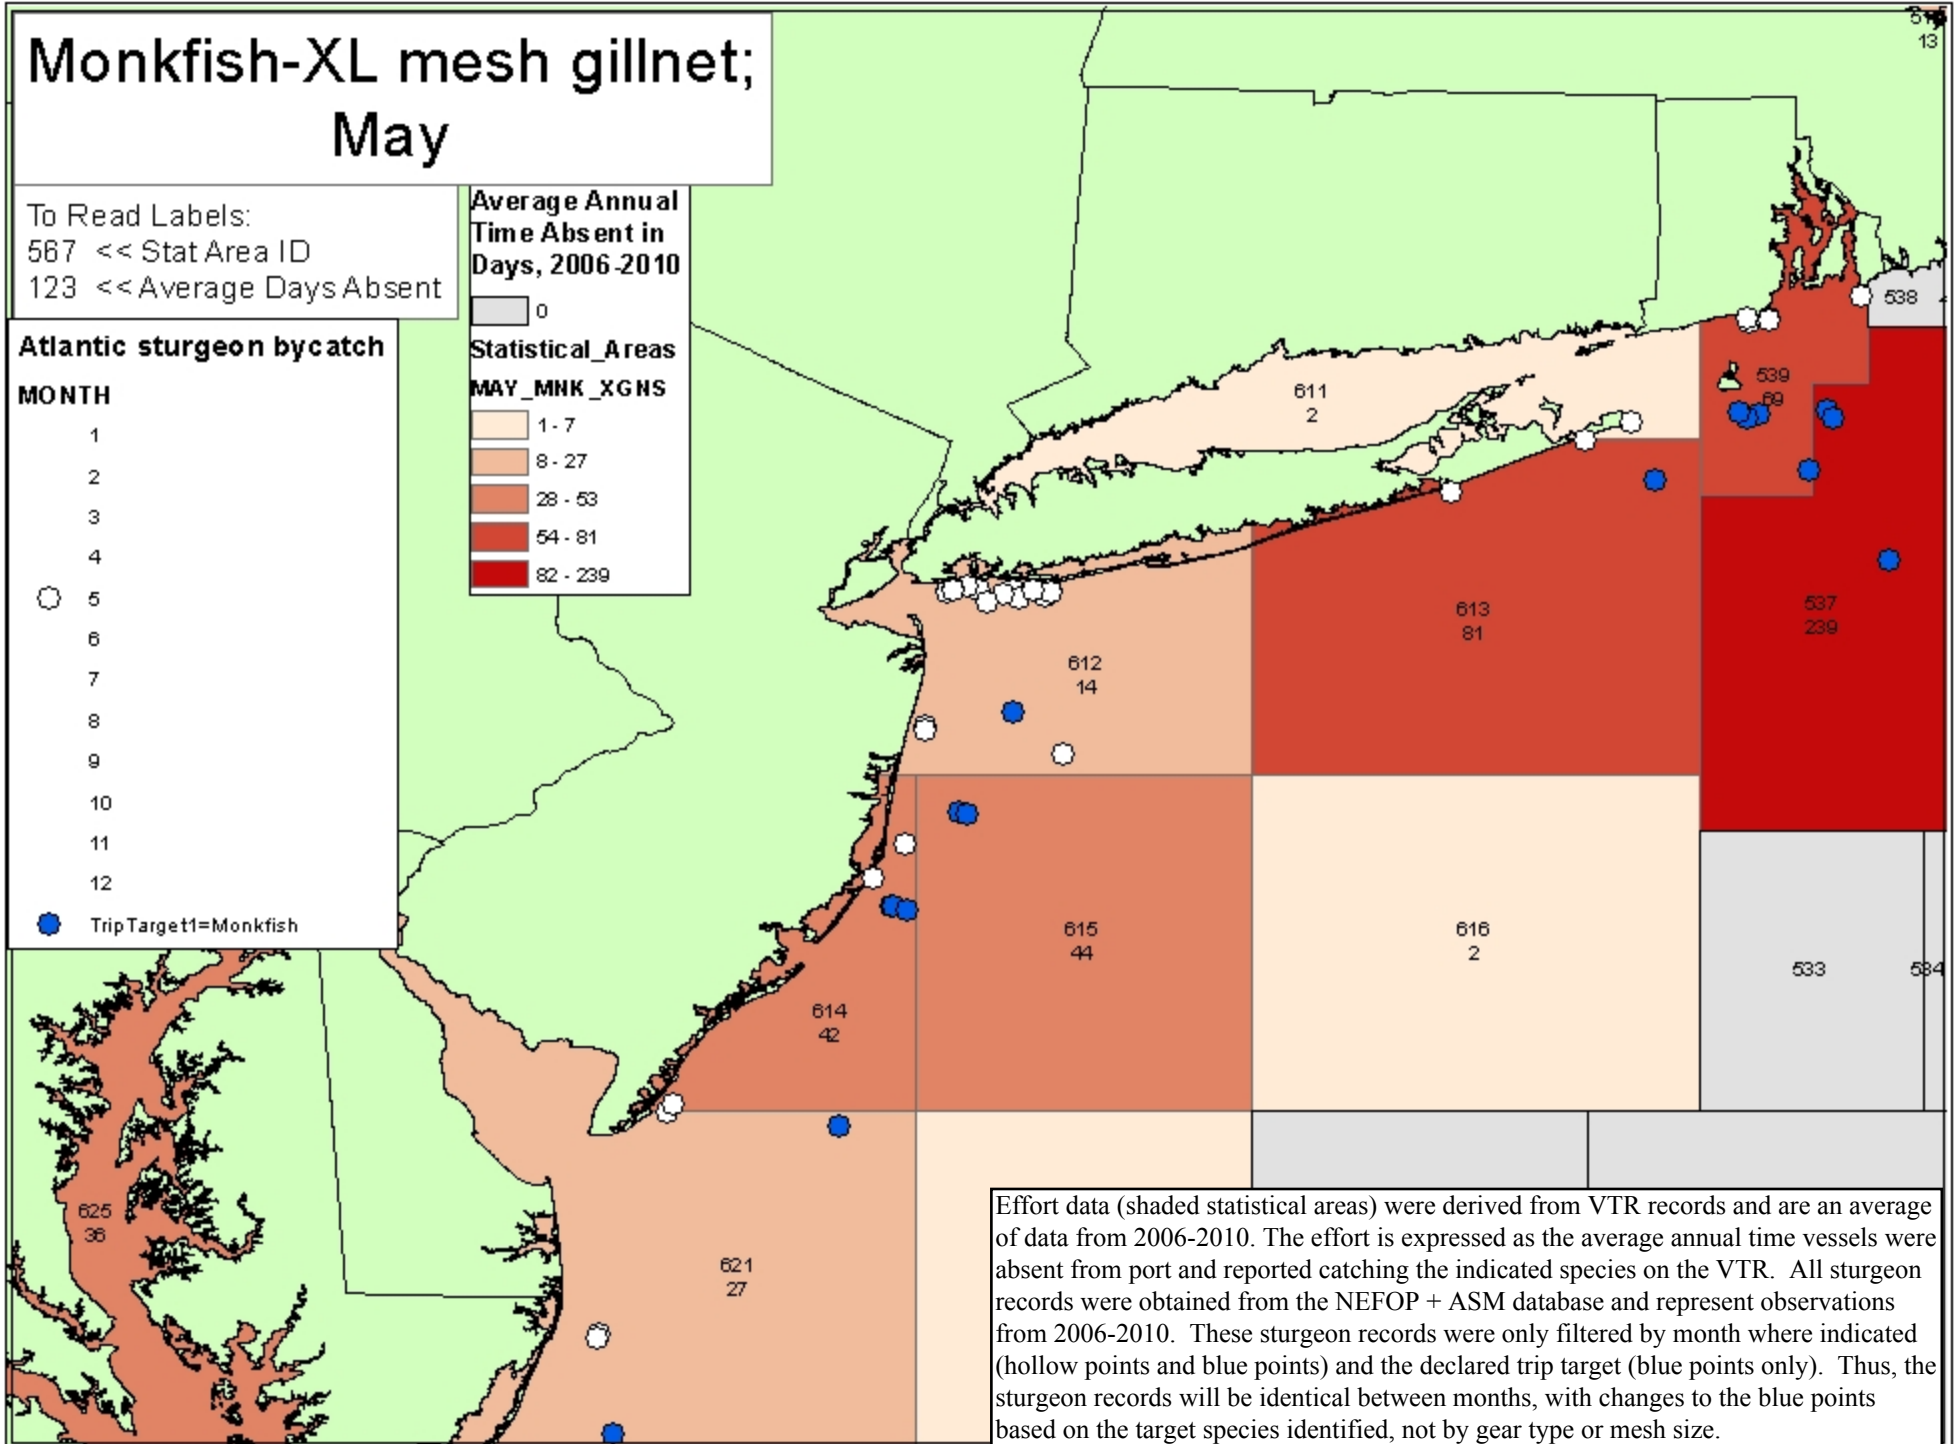 Monkfish-XL mesh gillnet;
May
To Read Labels:
567 << Stat Area ID
123 << Average Days Absent
Average Annual
Time Absent in
Days, 2006-2010
0
Statistical_Areas
MAY_MNK_XGNS
1 - 7
8 - 27
28 - 53
54 - 81
82 - 239
Atlantic sturgeon bycatch
MONTH
1
2
3
4
5
6
7
8
9
10
11
12
TripTarget1=Monkfish
13
538
611
2
539
69
537
239
613
81
612
14
615
44
616
2
533
534
614
42
625
36
621
27
Effort data (shaded statistical areas) were derived from VTR records and are an average
of data from 2006-2010. The effort is expressed as the average annual time vessels were
absent from port and reported catching the indicated species on the VTR.  All sturgeon
records were obtained from the NEFOP + ASM database and represent observations
from 2006-2010.  These sturgeon records were only filtered by month where indicated
(hollow points and blue points) and the declared trip target (blue points only).  Thus, the
sturgeon records will be identical between months, with changes to the blue points
based on the target species identified, not by gear type or mesh size.